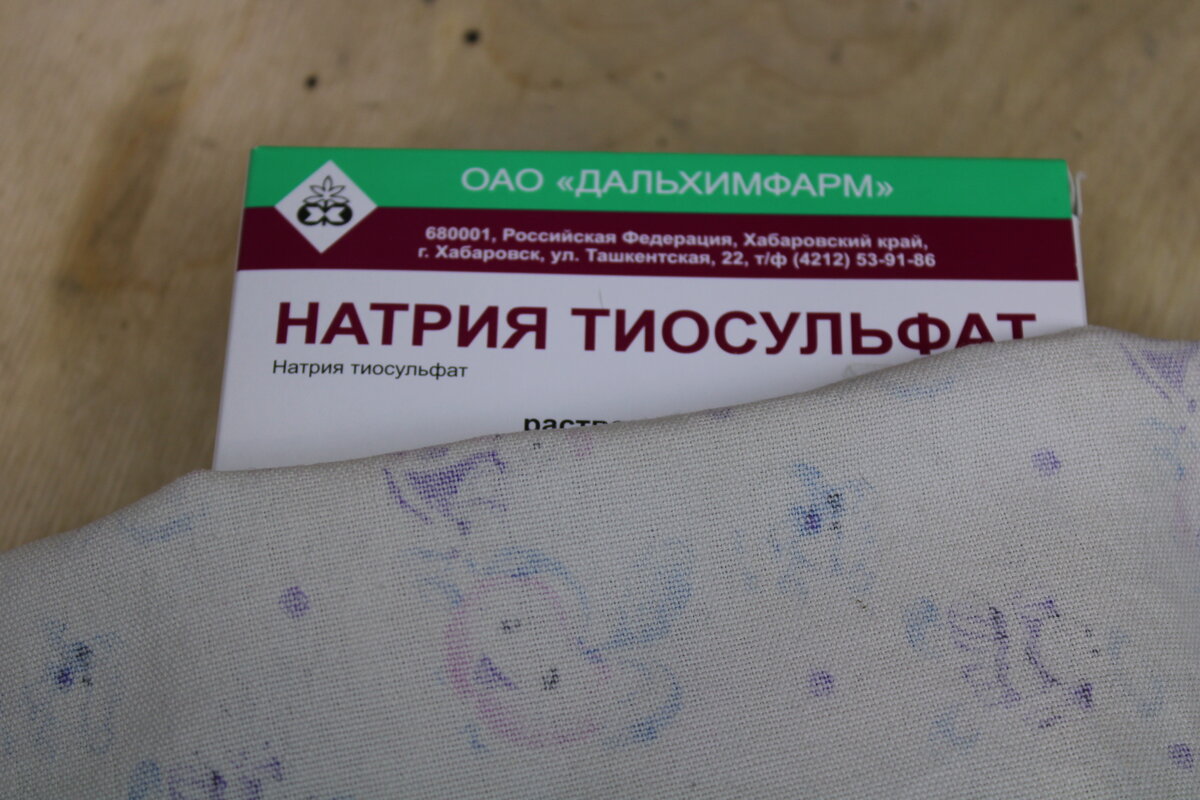 ОАО «ДАЛЬХИМФАРМ»
680001, Российская Федерация, Хабаровский край,
г. Хабаровск, ул. Ташкентская, 22, т/ф (4212) 53-91-86
НАТРИЯ ТИОСУЛЬФАТ
Натрия тиосульфат